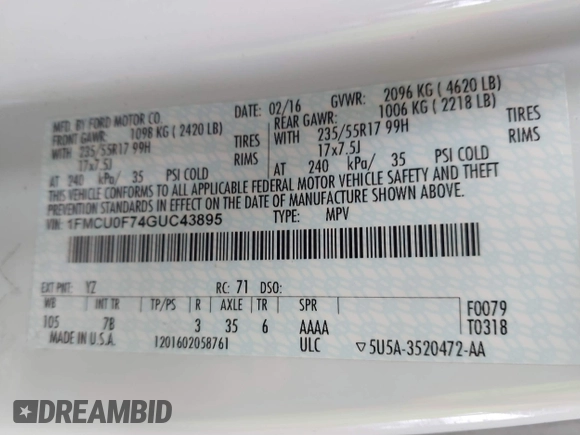 MFD. BY FORD MOTOR CO. DATE: 02/16 GVWR: 2096 KG ( 4620 LB)
FRONT GAWR: 1098 KG ( 2420 LB) REAR GAWR: 1006 KG ( 2218 LB)
WITH 235/55R17 99H TIRES WITH 235/55R17 99H TIRES
17x7.5J RIMS 17x7.5J RIMS
AT 240 kPa/ 35 PSI COLD AT 240 kPa/ 35 PSI COLD
THIS VEHICLE CONFORMS TO ALL APPLICABLE FEDERAL MOTOR VEHICLE SAFETY AND THEFT
PREVENTION STANDARDS IN EFFECT ON THE DATE OF MANUFACTURE SHOWN ABOVE.
VIN: 1FMCU0F74GUC43895 TYPE: MPV
EXT PNT: YZ RC: 71 DSO:
WB INT TR TP/PS R AXLE TR SPR F0079
105 7B 3 35 6 AAAA T0318
MADE IN U.S.A. 1201602058761 ULC ▽5U5A-3520472-AA
DREAMBID